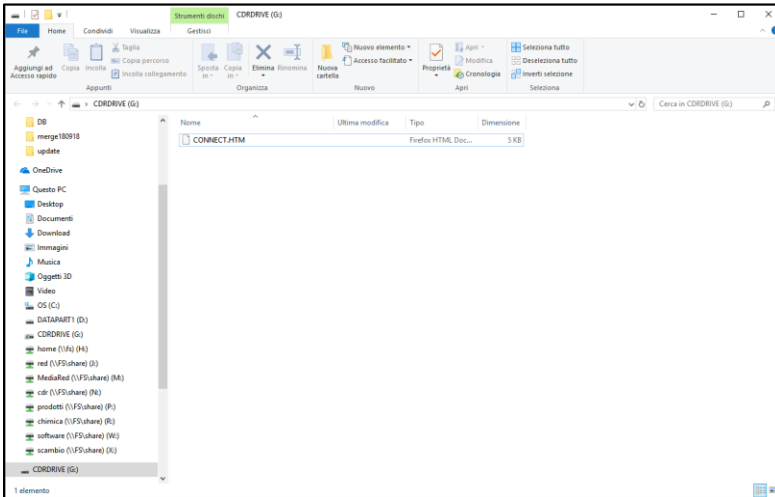 Strumenti dischi CDRDRIVE (G:)
File Home Condividi Visualizza Gestisci
Aggiungi ad Accesso rapido
Copia
Incolla
Taglia
Copia percorso
Incolla collegamento
Appunti
Sposta in
Copia in
Elimina
Rinomina
Organizza
Nuova cartella
Nuovo elemento
Accesso facilitato
Nuovo
Proprietà
Apri
Modifica
Cronologia
Apri
Seleziona tutto
Deseleziona tutto
Inverti selezione
Seleziona
CDRDRIVE (G:)
Cerca in CDRDRIVE (G:)
Nome Ultima modifica Tipo Dimensione
CONNECT.HTM Firefox HTML Doc... 5 KB
DB
merge180918
update
OneDrive
Questo PC
Desktop
Documenti
Download
Immagini
Musica
Oggetti 3D
Video
OS (C:)
DATAPART1 (D:)
CDRDRIVE (G:)
home (\\fs) (H:)
red (\\FS\share) (I:)
MediaRed (\\FS\share) (M:)
cdr (\\FS\share) (N:)
prodotti (\\FS\share) (P:)
chimica (\\FS\share) (R:)
software (\\FS\share) (W:)
scambio (\\FS\share) (X:)
CDRDRIVE (G:)
1 elemento